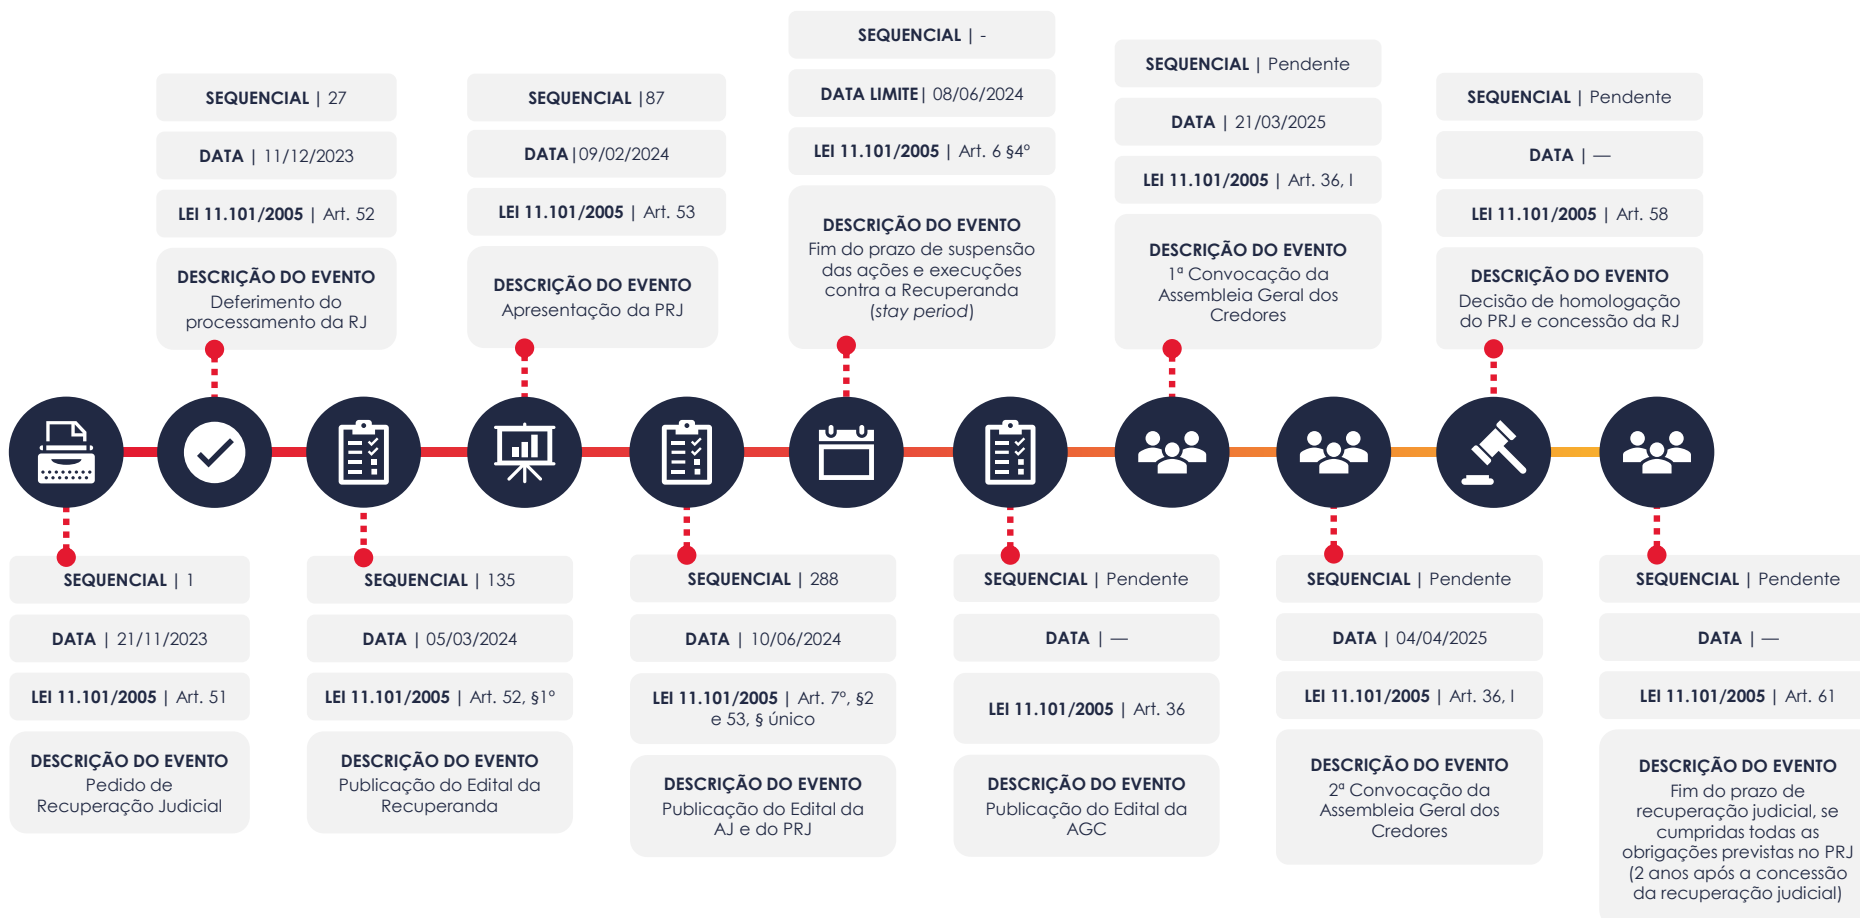 SEQUENCIAL | 1
DATA | 21/11/2023
LEI 11.101/2005 | Art. 51
DESCRIÇÃO DO EVENTO
Pedido de
Recuperação Judicial
SEQUENCIAL | 27
DATA | 11/12/2023
LEI 11.101/2005 | Art. 52
DESCRIÇÃO DO EVENTO
Deferimento do
processamento da RJ
SEQUENCIAL | 135
DATA | 05/03/2024
LEI 11.101/2005 | Art. 52, §1º
DESCRIÇÃO DO EVENTO
Publicação do Edital da
Recuperanda
SEQUENCIAL |87
DATA|09/02/2024
LEI 11.101/2005 | Art. 53
DESCRIÇÃO DO EVENTO
Apresentação da PRJ
SEQUENCIAL | 288
DATA | 10/06/2024
LEI 11.101/2005 | Art. 7º, §2
e 53, § único
DESCRIÇÃO DO EVENTO
Publicação do Edital da
AJ e do PRJ
SEQUENCIAL | -
DATA LIMITE| 08/06/2024
LEI 11.101/2005 | Art. 6 §4º
DESCRIÇÃO DO EVENTO
Fim do prazo de suspensão
das ações e execuções
contra a Recuperanda
(stay period)
SEQUENCIAL | Pendente
DATA | —
LEI 11.101/2005 | Art. 36
DESCRIÇÃO DO EVENTO
Publicação do Edital da
AGC
SEQUENCIAL | Pendente
DATA | 21/03/2025
LEI 11.101/2005 | Art. 36, I
DESCRIÇÃO DO EVENTO
1ª Convocação da
Assembleia Geral dos
Credores
SEQUENCIAL | Pendente
DATA | 04/04/2025
LEI 11.101/2005 | Art. 36, I
DESCRIÇÃO DO EVENTO
2ª Convocação da
Assembleia Geral dos
Credores
SEQUENCIAL | Pendente
DATA | —
LEI 11.101/2005 | Art. 58
DESCRIÇÃO DO EVENTO
Decisão de homologação
do PRJ e concessão da RJ
SEQUENCIAL | Pendente
DATA | —
LEI 11.101/2005 | Art. 61
DESCRIÇÃO DO EVENTO
Fim do prazo de
recuperação judicial, se
cumpridas todas as
obrigações previstas no PRJ
(2 anos após a concessão
da recuperação judicial)